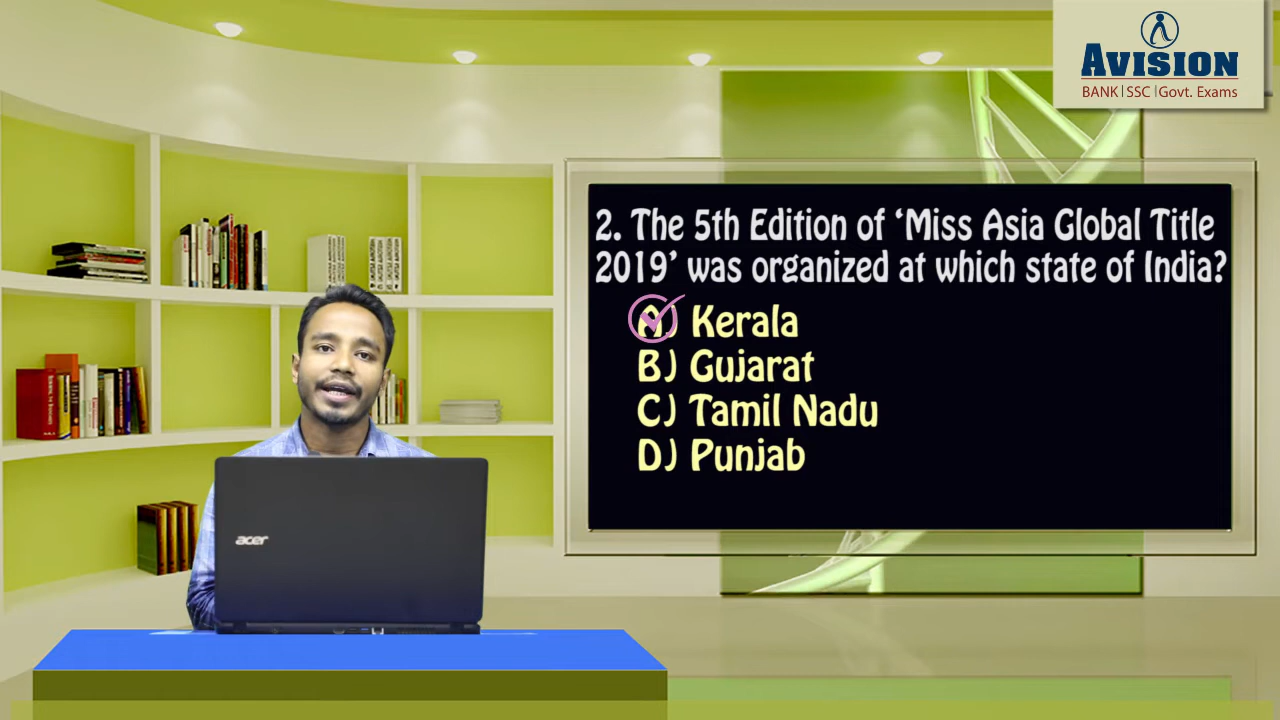 AVISION
BANK|SSC|Govt. Exams
2. The 5th Edition of ‘Miss Asia Global Title
2019’ was organized at which state of India?
A) Kerala
B) Gujarat
C) Tamil Nadu
D) Punjab
acer